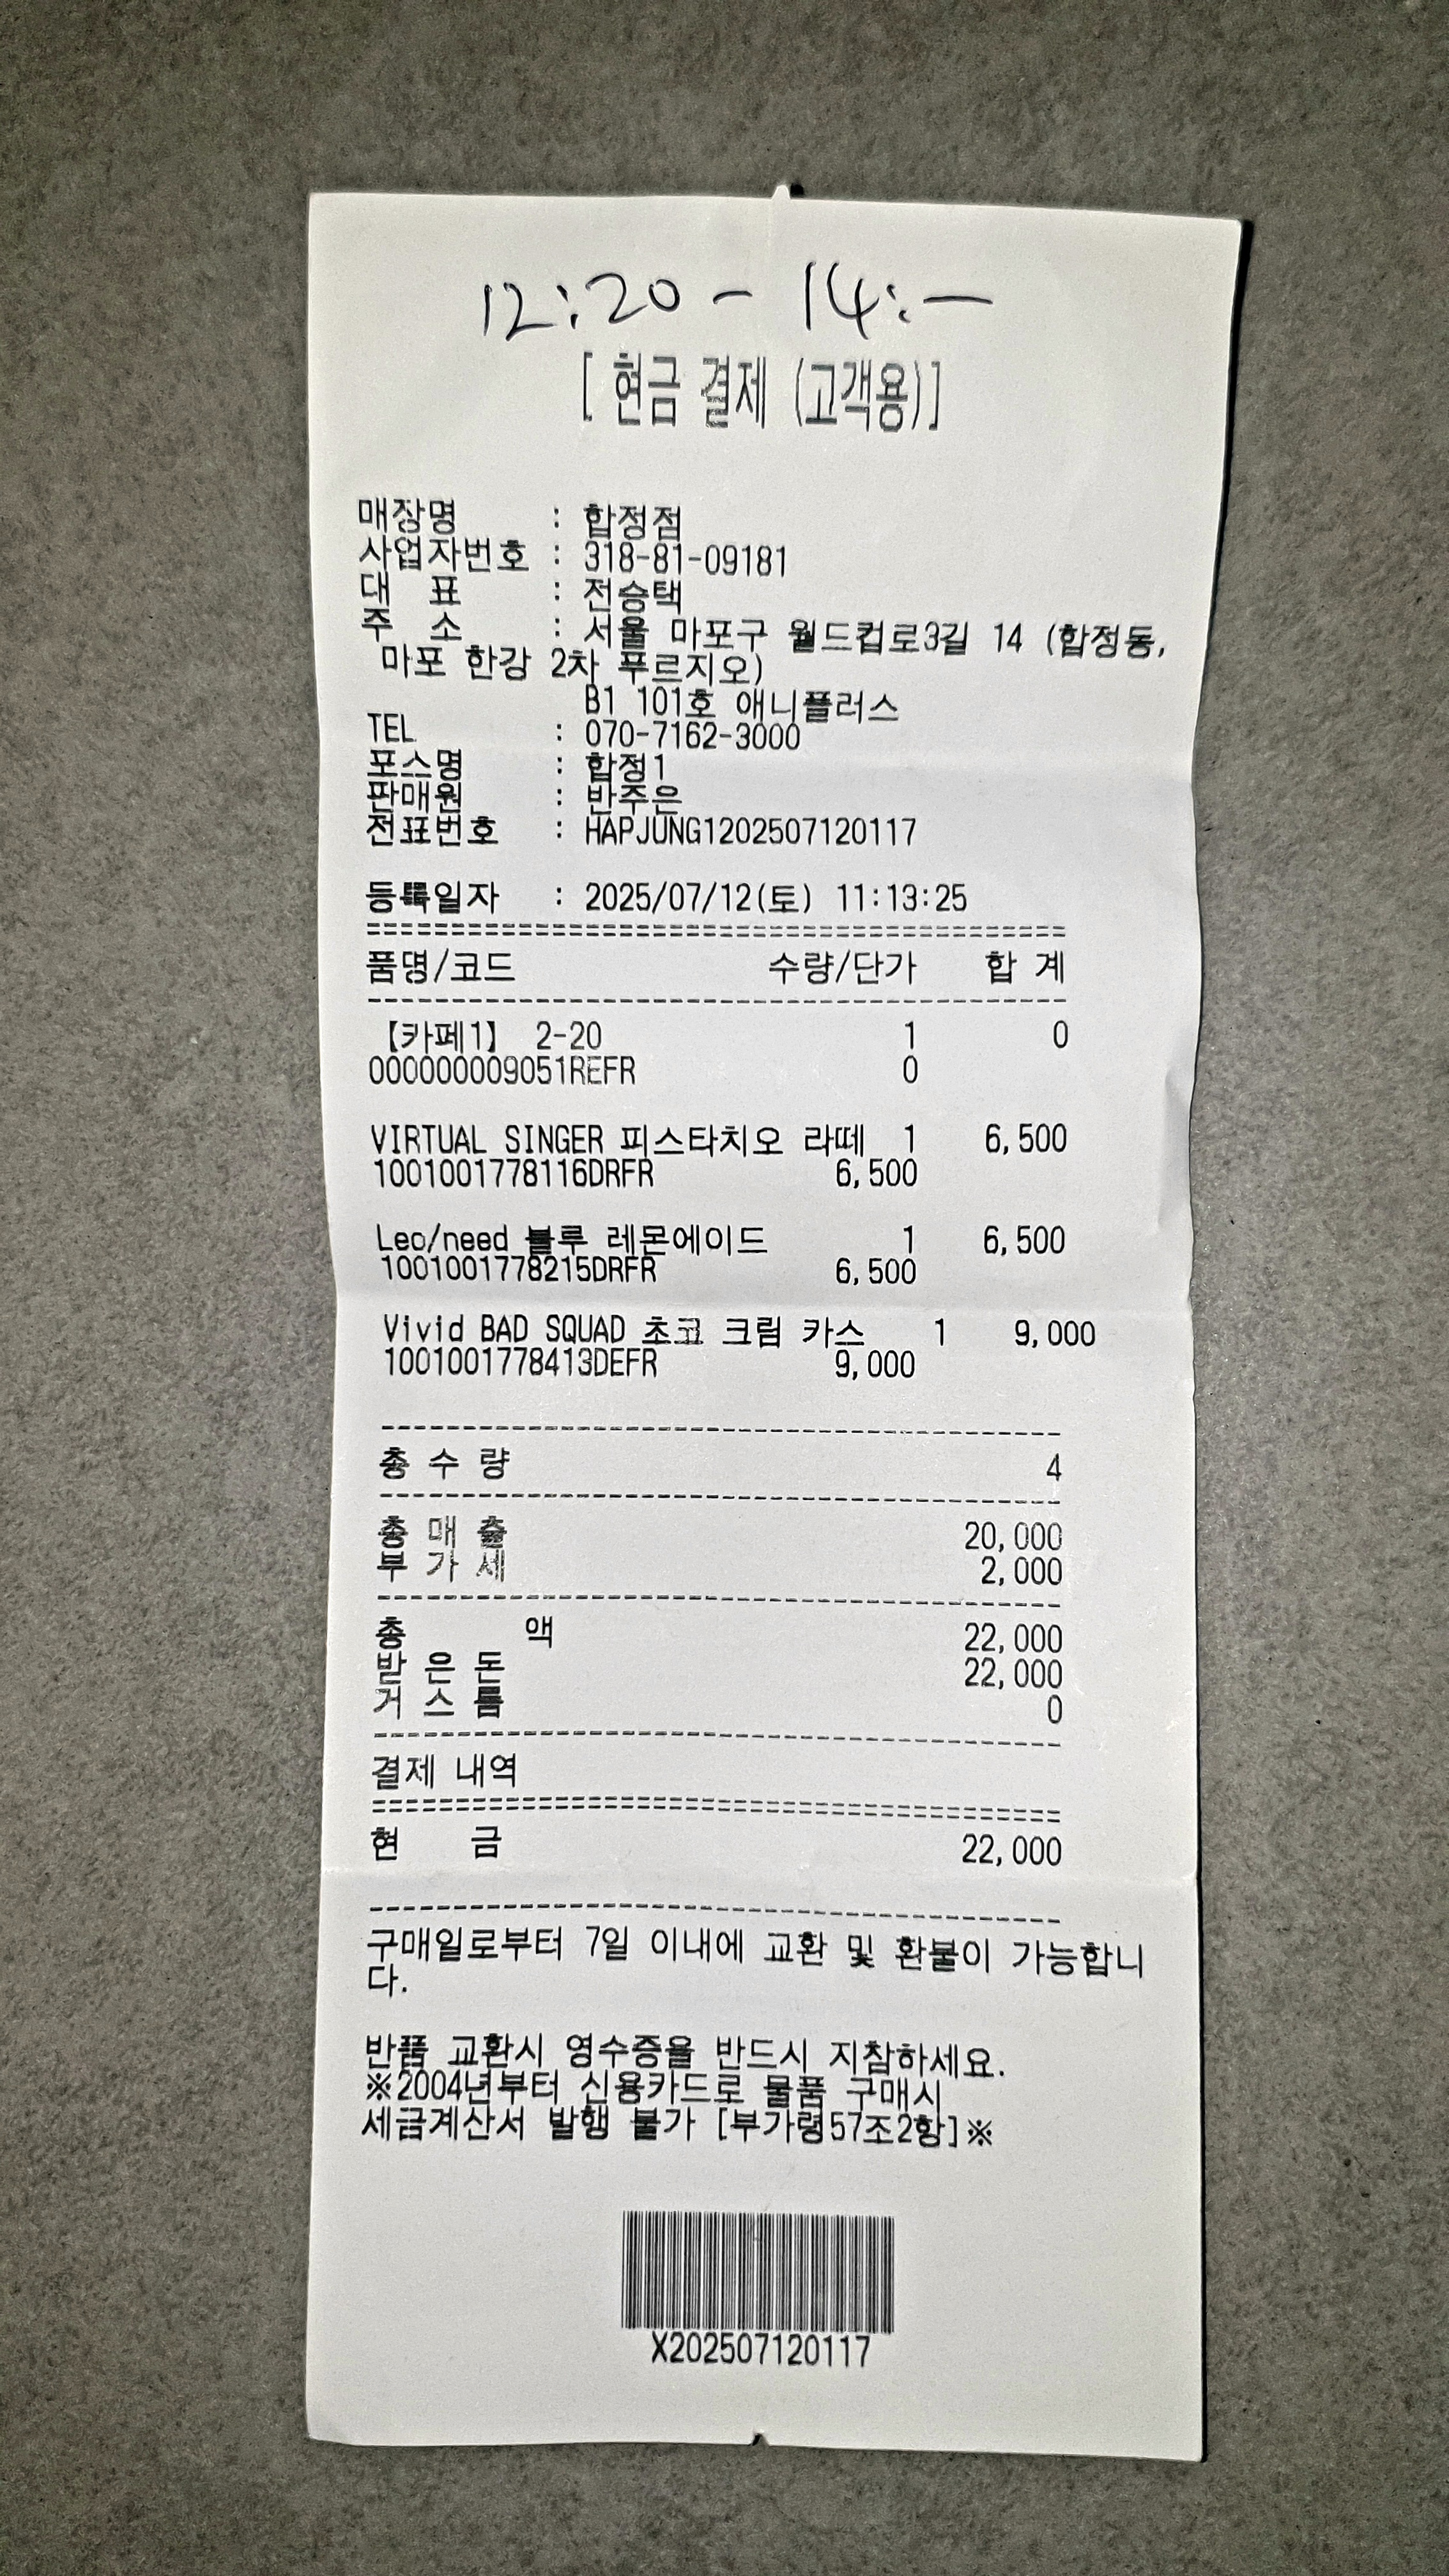 12:20 - 14:-
[ 현금 결제 (고객용)]
매장명 : 합정점
사업자번호 : 318-81-09181
대 표 : 전승택
주 소 : 서울 마포구 월드컵로3길 14 (합정동,
마포 한강 2차 푸르지오)
B1 101호 애니플러스
TEL : 070-7162-3000
포스명 : 합정1
판매원 : 반주은
전표번호 : HAPJUNG1202507120117
등록일자 : 2025/07/12(토) 11:13:25
품명/코드 수량/단가 합 계
【카페1】 2-20 1 0
000000009051REFR 0
VIRTUAL SINGER 피스타치오 라떼 1 6,500
1001001778116DRFR 6,500
Leo/need 블루 레몬에이드 1 6,500
1001001778215DRFR 6,500
Vivid BAD SQUAD 초코 크림 카스 1 9,000
1001001778413DEFR 9,000
총 수 량 4
총 매 출 20,000
부 가 세 2,000
총 액 22,000
받 은 돈 22,000
거 스 름 0
결제 내역
현 금 22,000
구매일로부터 7일 이내에 교환 및 환불이 가능합니
다.
반품 교환시 영수증을 반드시 지참하세요.
※2004년부터 신용카드로 물품 구매시
세금계산서 발행 불가 [부가령57조2항]※
X202507120117